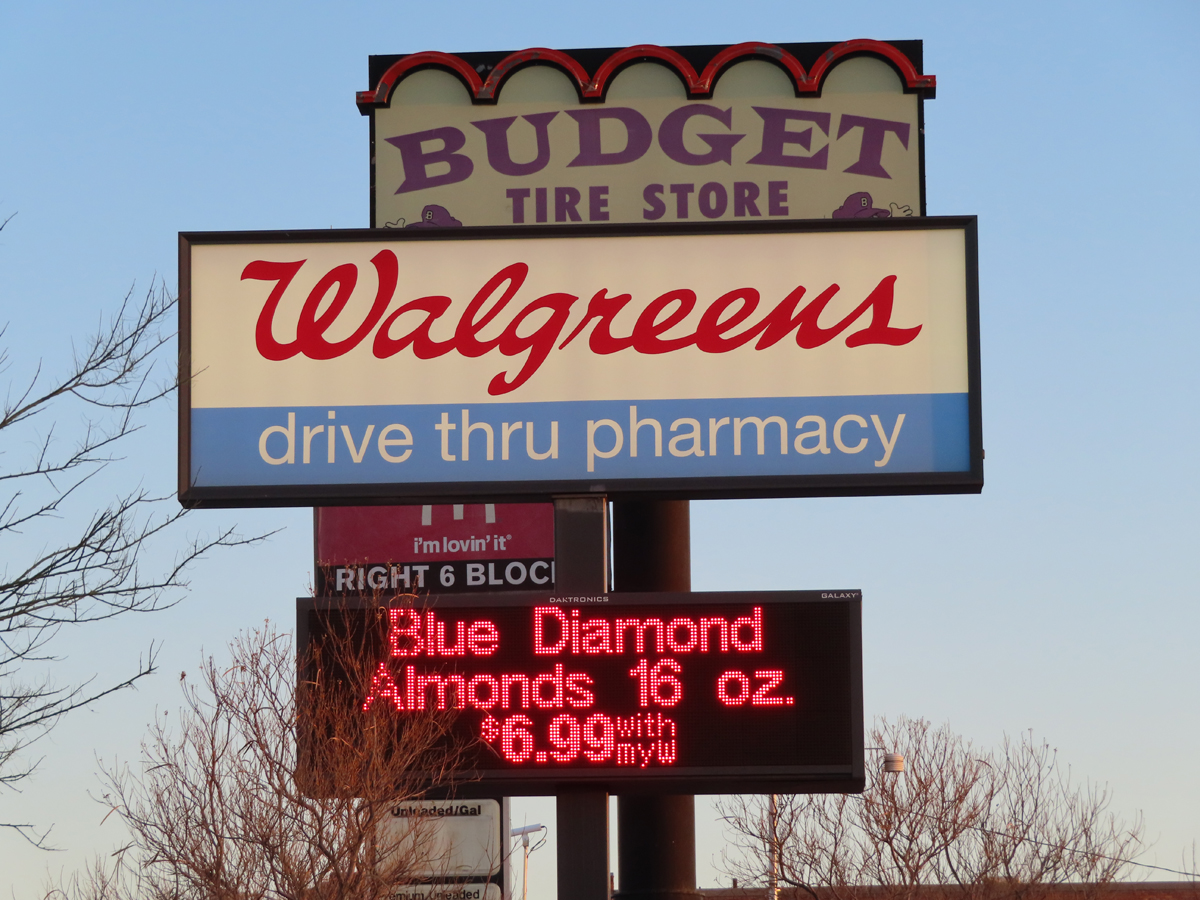 BUDGET
TIRE STORE
B
B
Walgreens
drive thru pharmacy
i'm lovin' it®
RIGHT 6 BLOC
DAKTRONICS
GALAXY®
Blue Diamond
Almonds 16 oz.
$6.99 with
myW
Unleaded/Gal
Unleaded